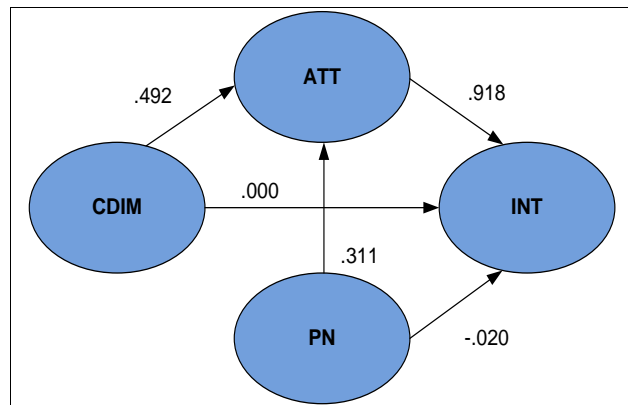 ATT
.492
.918
CDIM
.000
INT
.311
PN
-.020